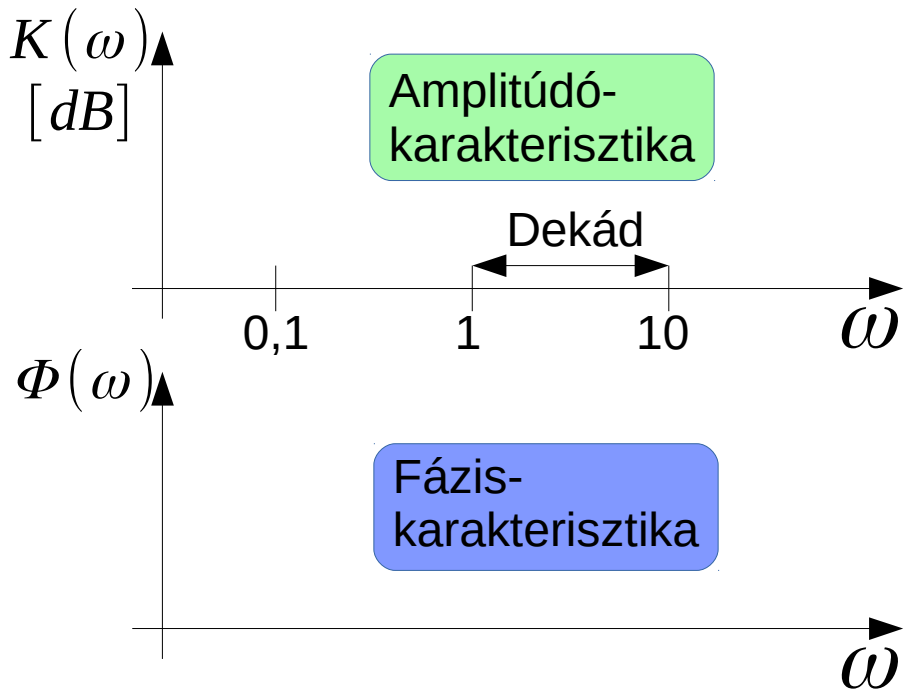 K(ω)
[dB]
Amplitúdó-
karakterisztika
Dekád
0,1 1 10 ω
Φ(ω)
Fázis-
karakterisztika
ω